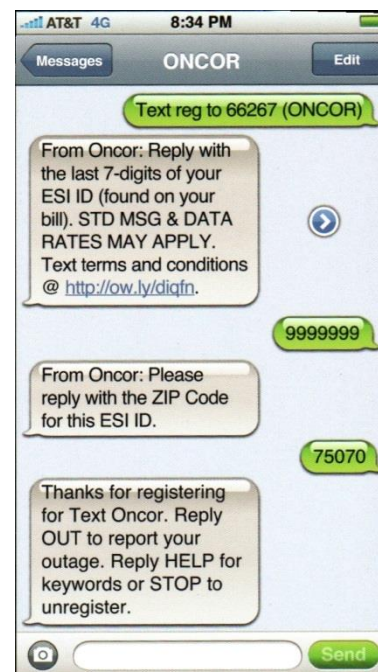 AT&T 4G 8:34 PM
Messages ONCOR Edit
Text reg to 66267 (ONCOR)
From Oncor: Reply with
the last 7-digits of your
ESI ID (found on your
bill). STD MSG & DATA
RATES MAY APPLY.
Text terms and conditions
@ http://ow.ly/diqfn.
9999999
From Oncor: Please
reply with the ZIP Code
for this ESI ID.
75070
Thanks for registering
for Text Oncor. Reply
OUT to report your
outage. Reply HELP for
keywords or STOP to
unregister.
Send